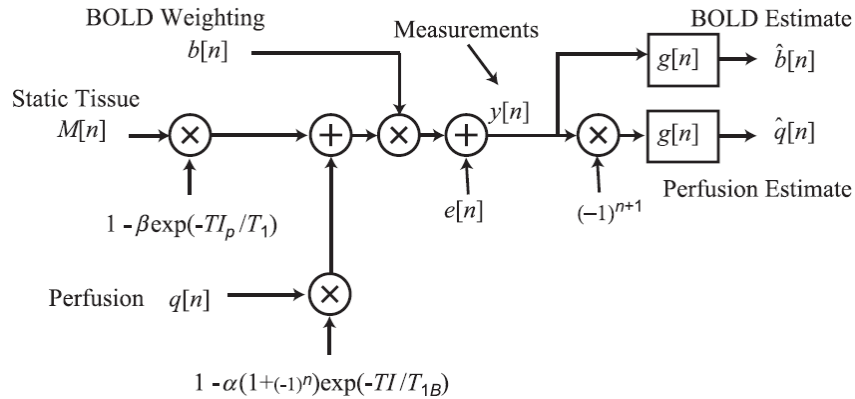 BOLD Weighting
b[n]
Measurements
BOLD Estimate
g[n]
b̂[n]
Static Tissue
M[n]
×
+
×
+
y[n]
×
g[n]
q̂[n]
Perfusion Estimate
1 - βexp(-TI_p/T_1)
e[n]
(−1)^{n+1}
Perfusion q[n]
×
1 - α(1+(-1)^n)exp(-TI/T_{1B})